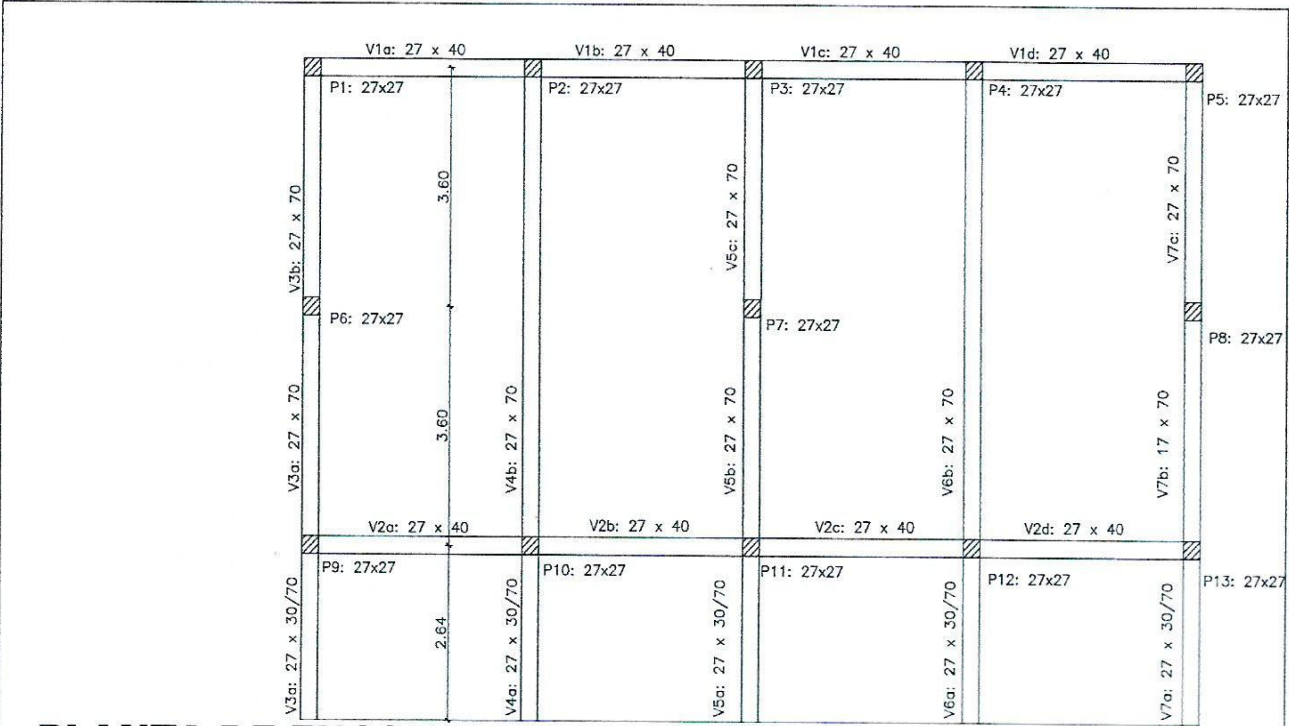 V1a: 27 x 40
V1b: 27 x 40
V1c: 27 x 40
V1d: 27 x 40
P1: 27x27
P2: 27x27
P3: 27x27
P4: 27x27
P5: 27x27
V3b: 27 x 70
3.60
V5c: 27 x 70
V7c: 27 x 70
P6: 27x27
P7: 27x27
P8: 27x27
V3a: 27 x 70
3.60
V4b: 27 x 70
V5b: 27 x 70
V6b: 27 x 70
V7b: 17 x 70
V2a: 27 x 40
V2b: 27 x 40
V2c: 27 x 40
V2d: 27 x 40
P9: 27x27
P10: 27x27
P11: 27x27
P12: 27x27
P13: 27x27
V3a: 27 x 30/70
2.64
V4a: 27 x 30/70
V5a: 27 x 30/70
V6a: 27 x 30/70
V7a: 27 x 30/70